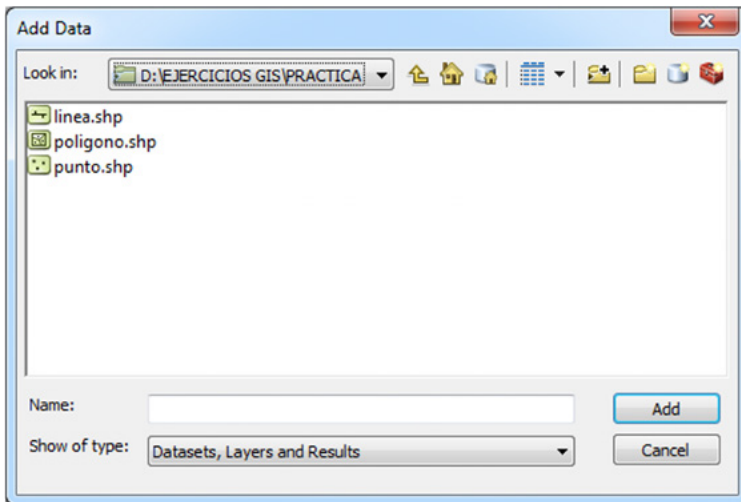 Add Data
Look in: D:\EJERCICIOS GIS\PRACTICA
linea.shp
poligono.shp
punto.shp
Name: Add
Show of type: Datasets, Layers and Results Cancel